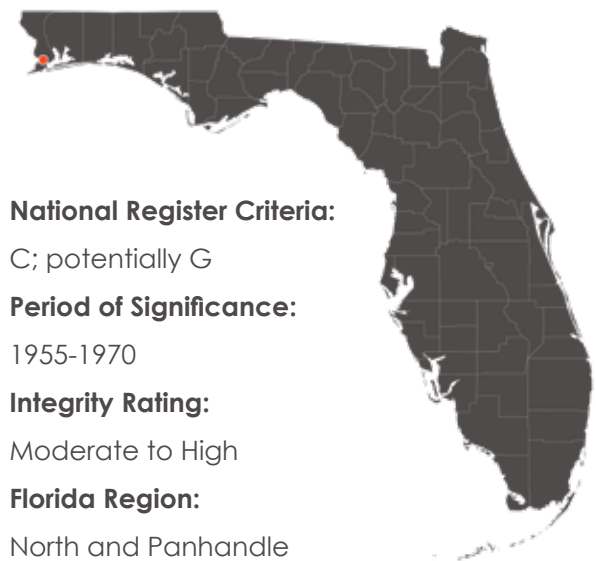 National Register Criteria:
C; potentially G
Period of Significance:
1955-1970
Integrity Rating:
Moderate to High
Florida Region:
North and Panhandle